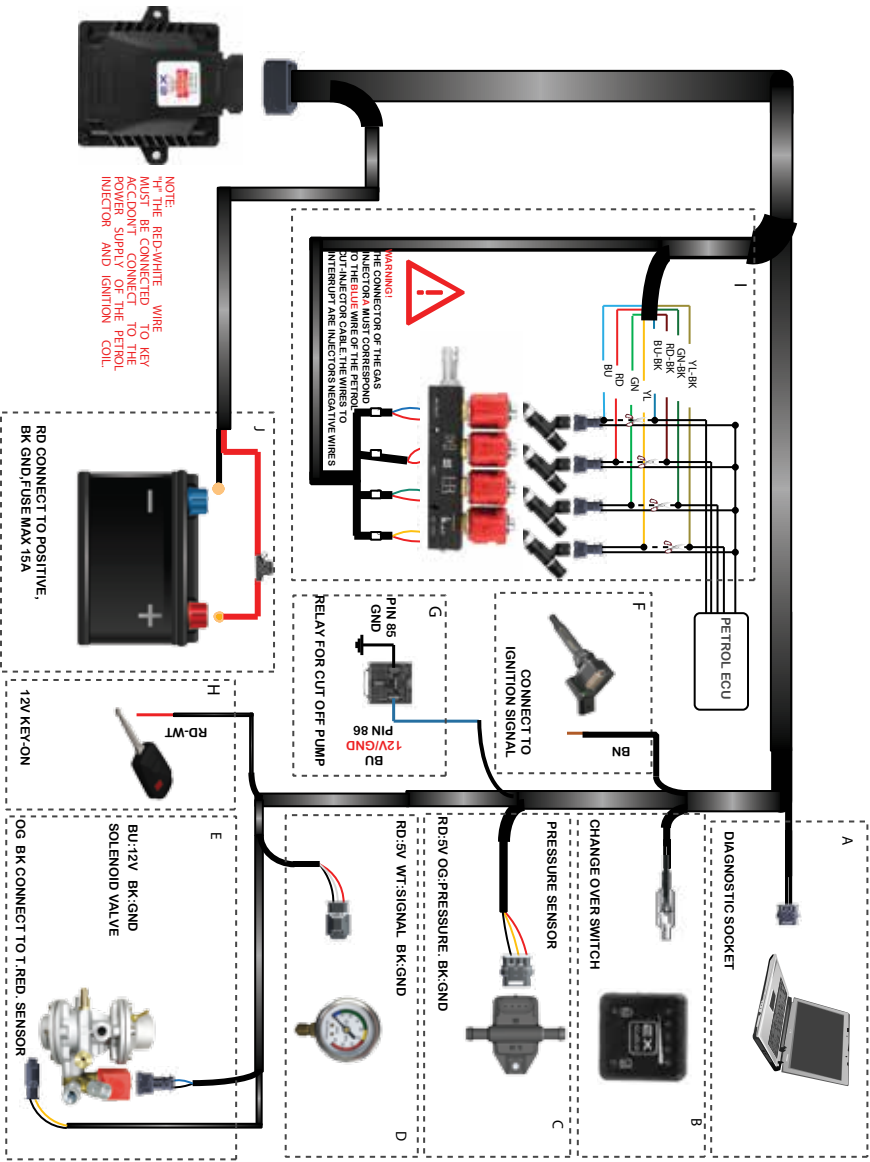 A
DIAGNOSTIC SOCKET
B
CHANGE OVER SWITCH
C
PRESSURE SENSOR
RD:5V OG:PRESSURE BK:GND
D
RD:5V WT:SIGNAL BK:GND
E
BU:12V BK:GND
SOLENOID VALVE
OG BK CONNECT TO T.RED. SENSOR
F
CONNECT TO
IGNITION SIGNAL
BN
G
PIN 85
GND
BU
PIN 86
12V/GND
RELAY FOR CUT OFF PUMP
H
RD-WT
12V KEY-ON
I
PETROL ECU
YL-BK
GN-BK
RD-BK
BU-BK
YL
GN
RD
BU
WARNING!
THE CONNECTOR OF THE GAS
INJECTOR A MUST CORRESPOND
TO THE BLUE WIRE OF THE PETROL
CUT-INJECTOR CABLE.THE WIRES TO
INTERRUPT ARE INJECTORS NEGATIVE WIRES
J
RD CONNECT TO POSITIVE,
BK GND,FUSE MAX 15A
NOTE:
"H" THE RED-WHITE WIRE
MUST BE CONNECTED TO KEY
ACC.DON'T CONNECT TO THE
POWER SUPPLY OF THE PETROL
INJECTOR AND IGNITION COIL.